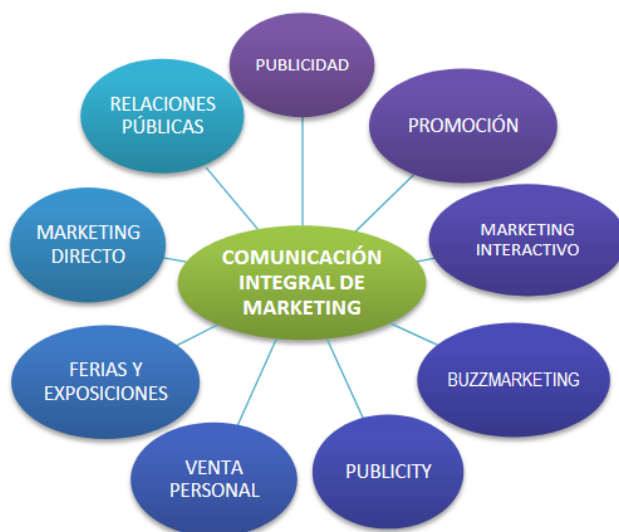 PUBLICIDAD
PROMOCIÓN
MARKETING
INTERACTIVO
BUZZMARKETING
PUBLICITY
VENTA
PERSONAL
FERIAS Y
EXPOSICIONES
MARKETING
DIRECTO
RELACIONES
PÚBLICAS
COMUNICACIÓN
INTEGRAL DE
MARKETING